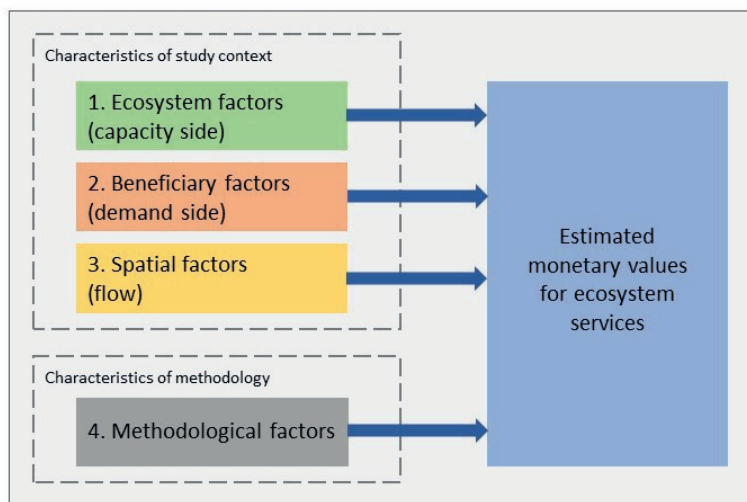 Characteristics of study context
1. Ecosystem factors
(capacity side)
2. Beneficiary factors
(demand side)
3. Spatial factors
(flow)
Estimated
monetary values
for ecosystem
services
Characteristics of methodology
4. Methodological factors